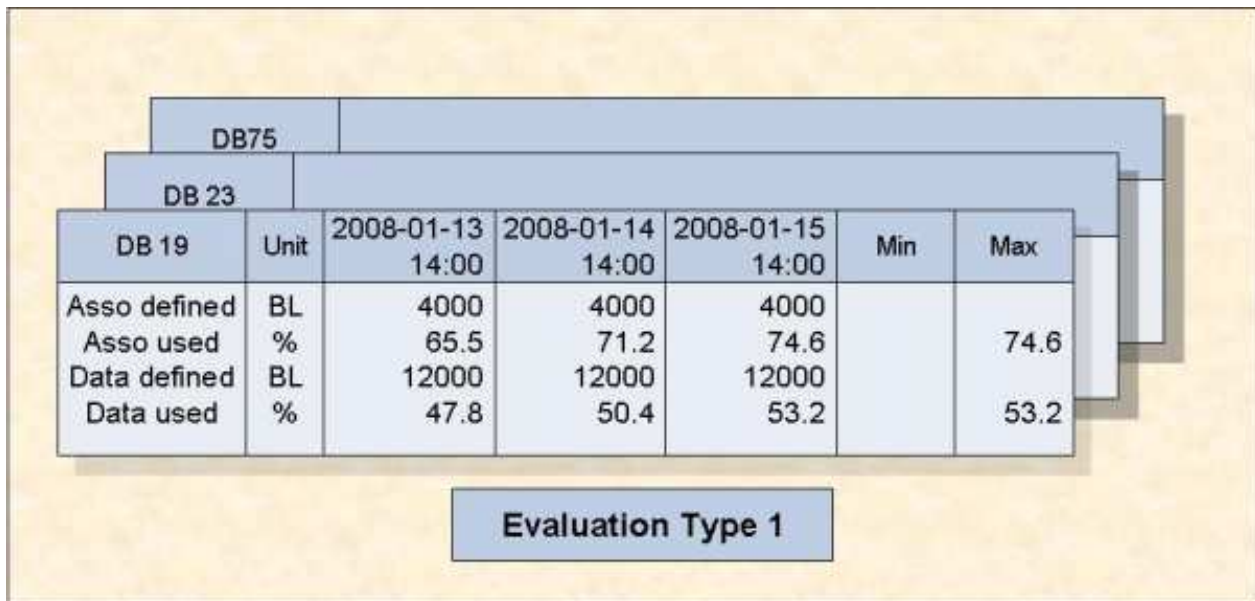 DB75
DB 23
DB 19 Unit 2008-01-13 14:00 2008-01-14 14:00 2008-01-15 14:00 Min Max
Asso defined BL 4000 4000 4000
Asso used % 65.5 71.2 74.6 74.6
Data defined BL 12000 12000 12000
Data used % 47.8 50.4 53.2 53.2
Evaluation Type 1